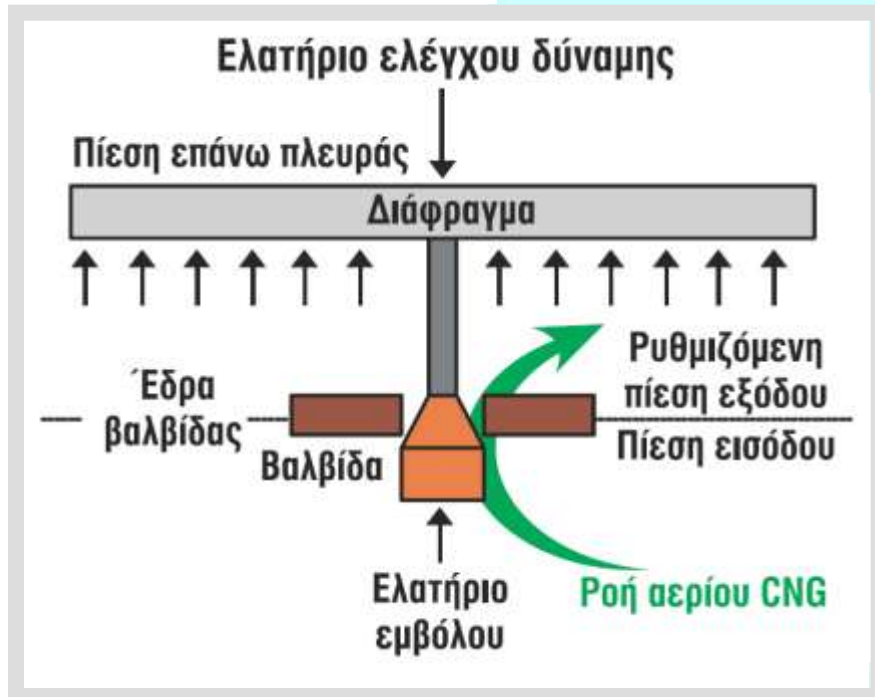 Ελατήριο ελέγχου δύναμης
Πίεση επάνω πλευράς
Διάφραγμα
Έδρα
βαλβίδας
Βαλβίδα
Ρυθμιζόμενη
πίεση εξόδου
Πίεση εισόδου
Ελατήριο
εμβόλου
Ροή αερίου CNG